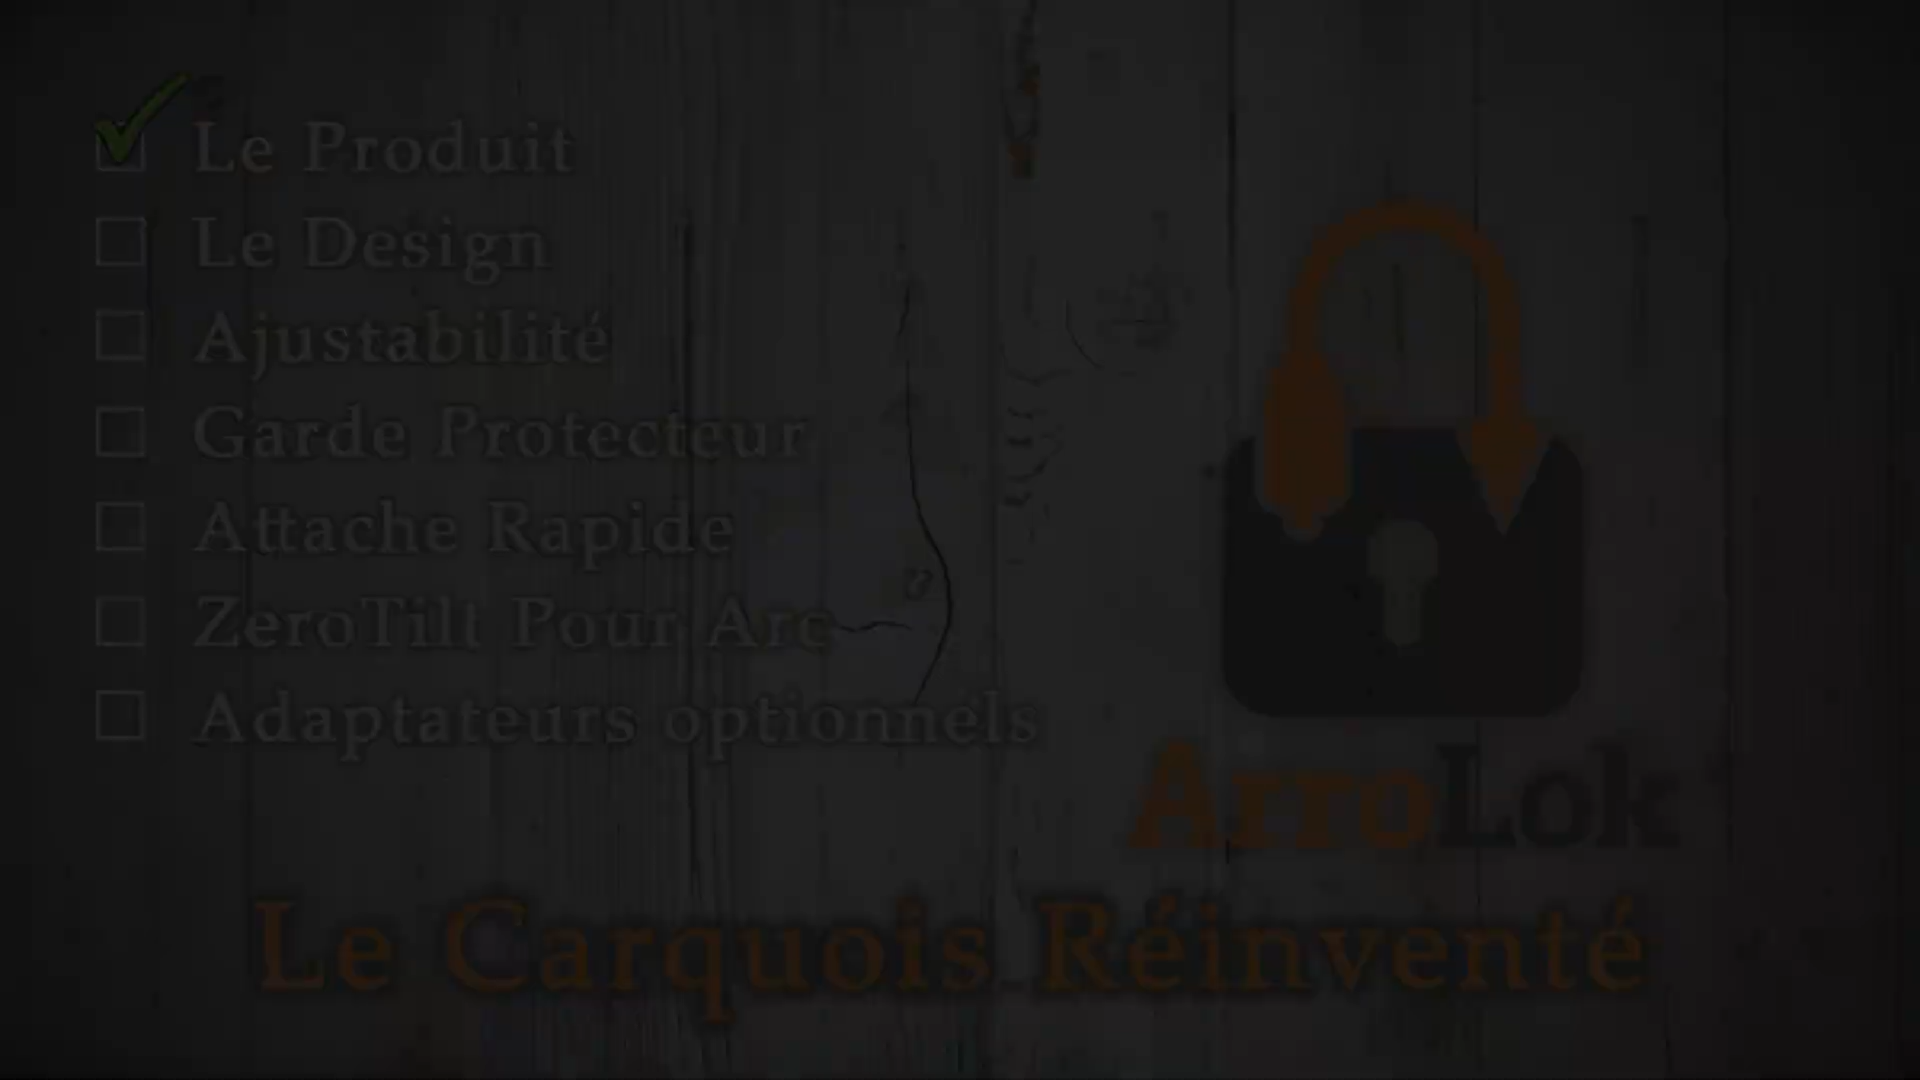 Le Produit
Le Design
Ajustabilité
Garde Protecteur
Attache Rapide
ZeroTilt Pour Arc
Adaptateurs optionnels
ArroLok
Le Carquois Réinventé